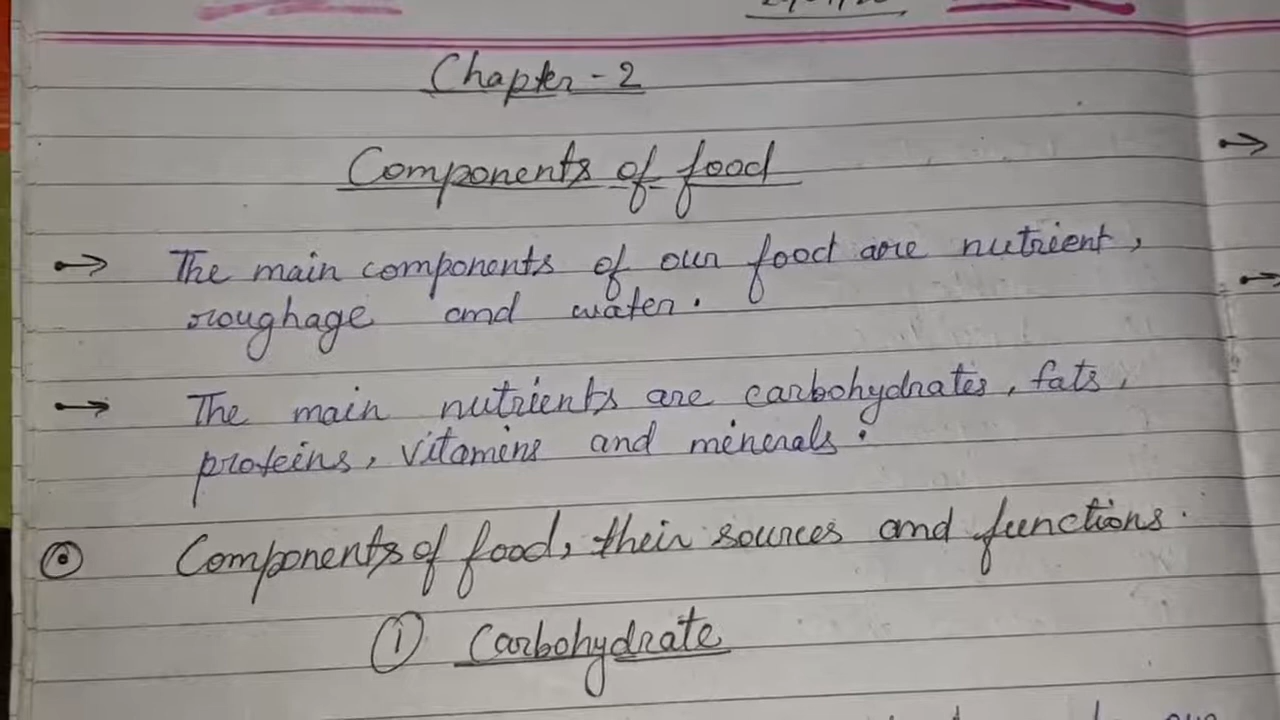 Chapter - 2
Components of food
→ The main components of our food are nutrient,
roughage and water.
→ The main nutrients are carbohydrates, fats,
proteins, vitamins and minerals.
Components of food, their sources and functions.
① Carbohydrate